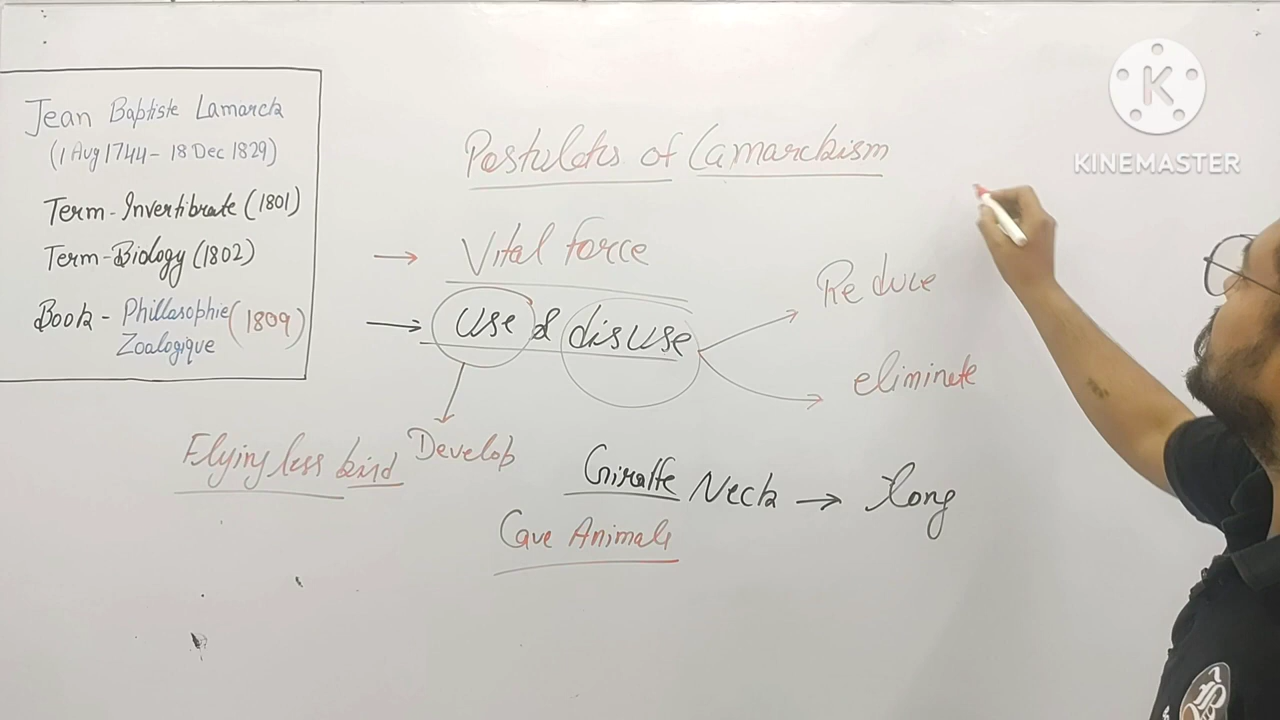 Jean Baptiste Lamarck
(1 Aug 1744 - 18 Dec 1829)
Term - Invertibrate (1801)
Term - Biology (1802)
Book - Phillosophie (1809)
Zoalogique
Postulates of Lamarckism
→ Vital force
→ Use & disuse
Reduce
eliminate
Develop
Flying less bird
Giraffe Neck → Long
Cave Animals
KINEMASTER